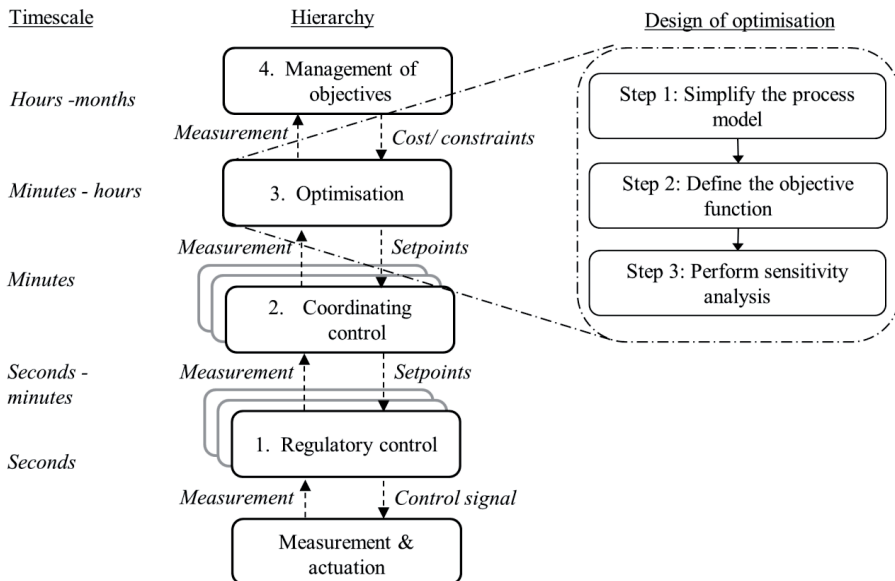 Timescale
Hierarchy
Design of optimisation
4. Management of
objectives
Hours -months
Measurement
Cost/ constraints
Minutes - hours
3. Optimisation
Measurement
Setpoints
Minutes
2. Coordinating
control
Seconds -
minutes
Measurement
Setpoints
1. Regulatory control
Seconds
Measurement
Control signal
Measurement &
actuation
Step 1: Simplify the process
model
Step 2: Define the objective
function
Step 3: Perform sensitivity
analysis